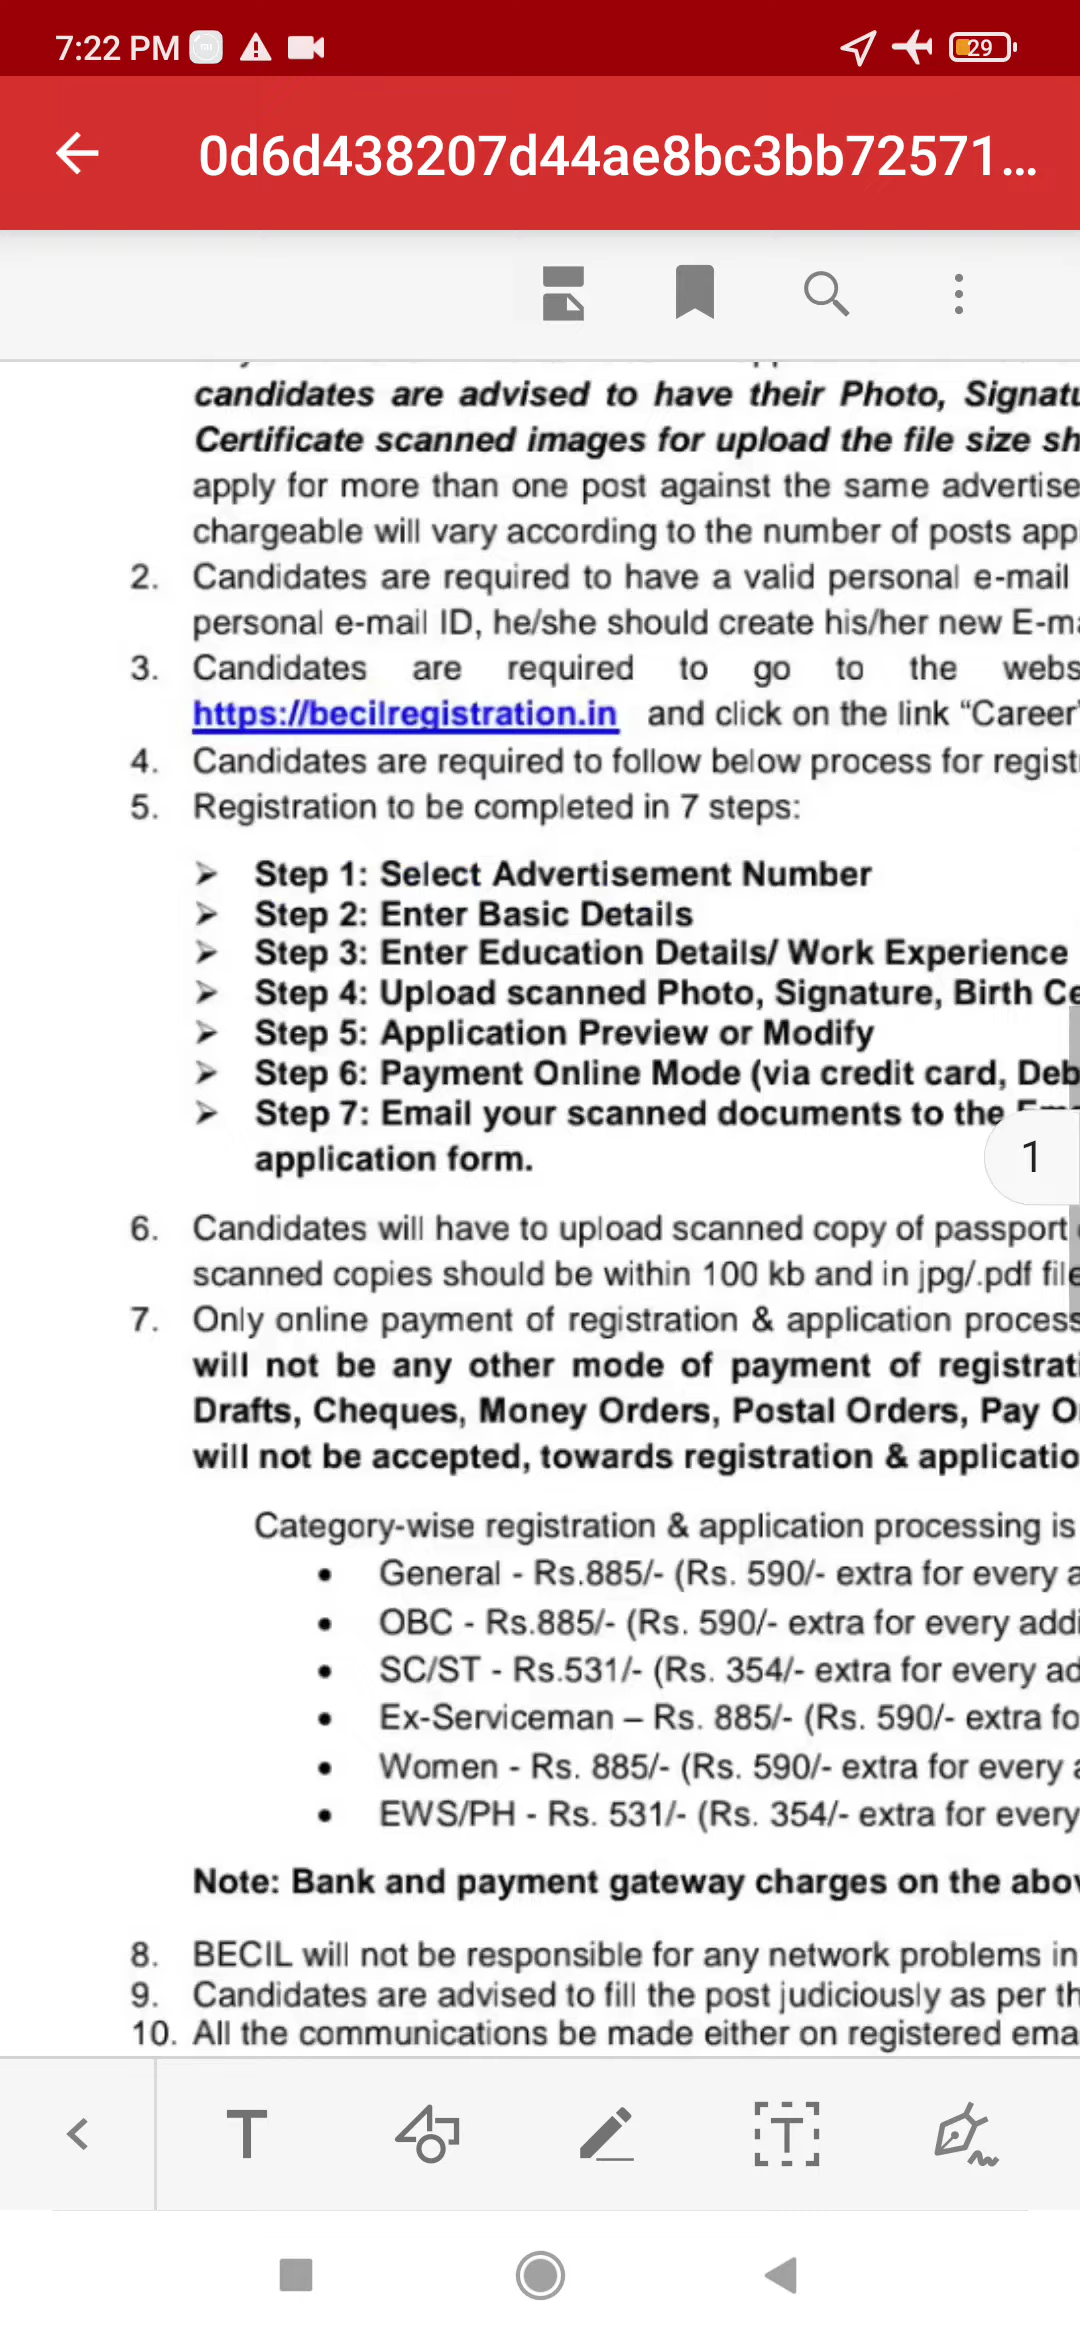 7:22 PM
29
0d6d438207d44ae8bc3bb72571...
candidates are advised to have their Photo, Signatu
Certificate scanned images for upload the file size sh
apply for more than one post against the same advertise
chargeable will vary according to the number of posts app
2. Candidates are required to have a valid personal e-mail
personal e-mail ID, he/she should create his/her new E-ma
3. Candidates are required to go to the webs
https://becilregistration.in and click on the link “Career”
4. Candidates are required to follow below process for regist
5. Registration to be completed in 7 steps:
➢ Step 1: Select Advertisement Number
➢ Step 2: Enter Basic Details
➢ Step 3: Enter Education Details/ Work Experience
➢ Step 4: Upload scanned Photo, Signature, Birth Ce
➢ Step 5: Application Preview or Modify
➢ Step 6: Payment Online Mode (via credit card, Deb
➢ Step 7: Email your scanned documents to the
application form.
1
6. Candidates will have to upload scanned copy of passport
scanned copies should be within 100 kb and in jpg/.pdf file
7. Only online payment of registration & application process
will not be any other mode of payment of registrati
Drafts, Cheques, Money Orders, Postal Orders, Pay O
will not be accepted, towards registration & applicatio
Category-wise registration & application processing is
• General - Rs.885/- (Rs. 590/- extra for every a
• OBC - Rs.885/- (Rs. 590/- extra for every addi
• SC/ST - Rs.531/- (Rs. 354/- extra for every ad
• Ex-Serviceman – Rs. 885/- (Rs. 590/- extra fo
• Women - Rs. 885/- (Rs. 590/- extra for every a
• EWS/PH - Rs. 531/- (Rs. 354/- extra for every
Note: Bank and payment gateway charges on the abov
8. BECIL will not be responsible for any network problems in
9. Candidates are advised to fill the post judiciously as per th
10. All the communications be made either on registered ema